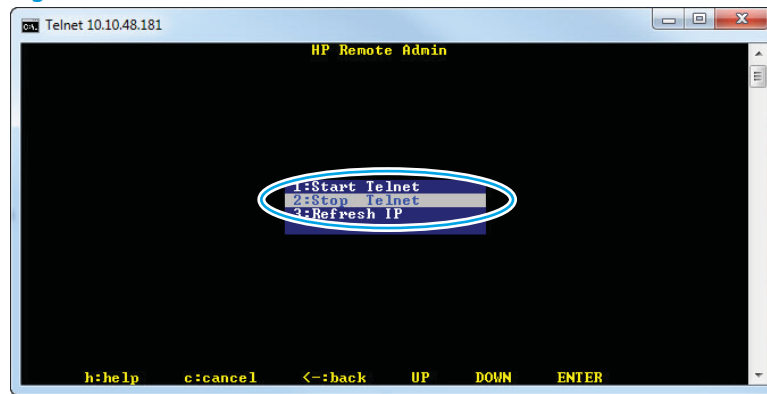 Telnet 10.10.48.181
HP Remote Admin
1:Start Telnet
2:Stop Telnet
3:Refresh IP
h:help c:cancel <-:back UP DOWN ENTER